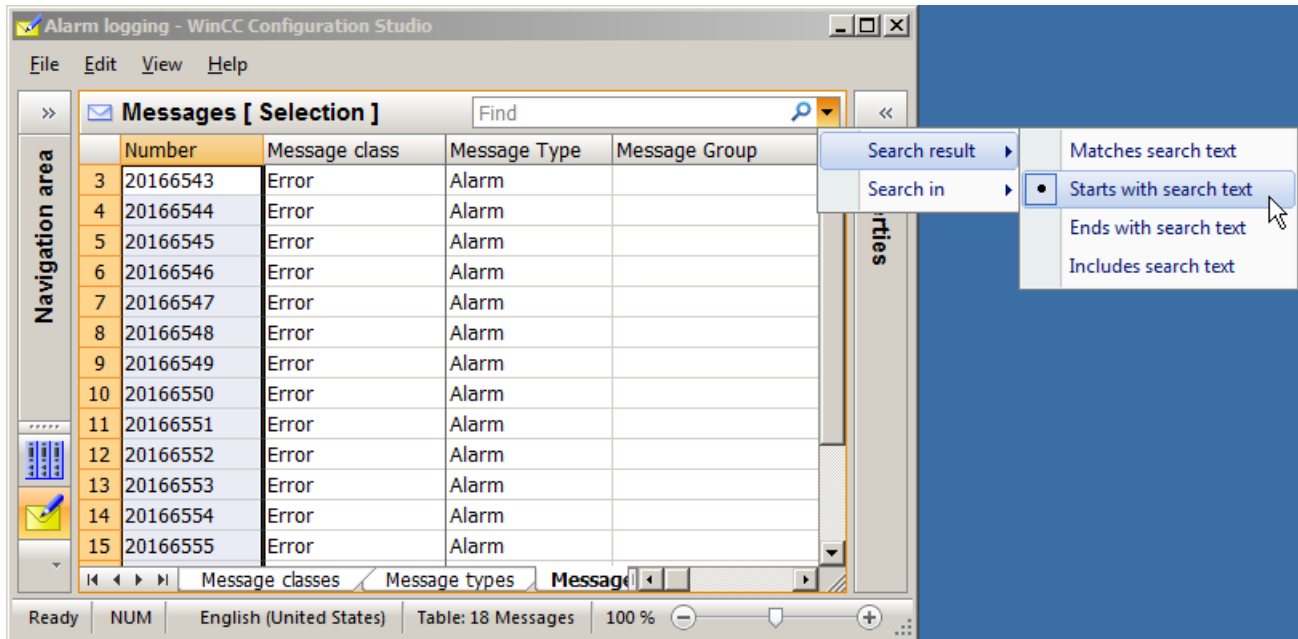 Alarm logging - WinCC Configuration Studio
File Edit View Help
» Messages [ Selection ] Find «
Navigation area
Number Message class Message Type Message Group
3 20166543 Error Alarm
4 20166544 Error Alarm
5 20166545 Error Alarm
6 20166546 Error Alarm
7 20166547 Error Alarm
8 20166548 Error Alarm
9 20166549 Error Alarm
10 20166550 Error Alarm
11 20166551 Error Alarm
12 20166552 Error Alarm
13 20166553 Error Alarm
14 20166554 Error Alarm
15 20166555 Error Alarm
Search result
Search in
erties
Matches search text
Starts with search text
Ends with search text
Includes search text
Message classes Message types Message
Ready NUM English (United States) Table: 18 Messages 100 %